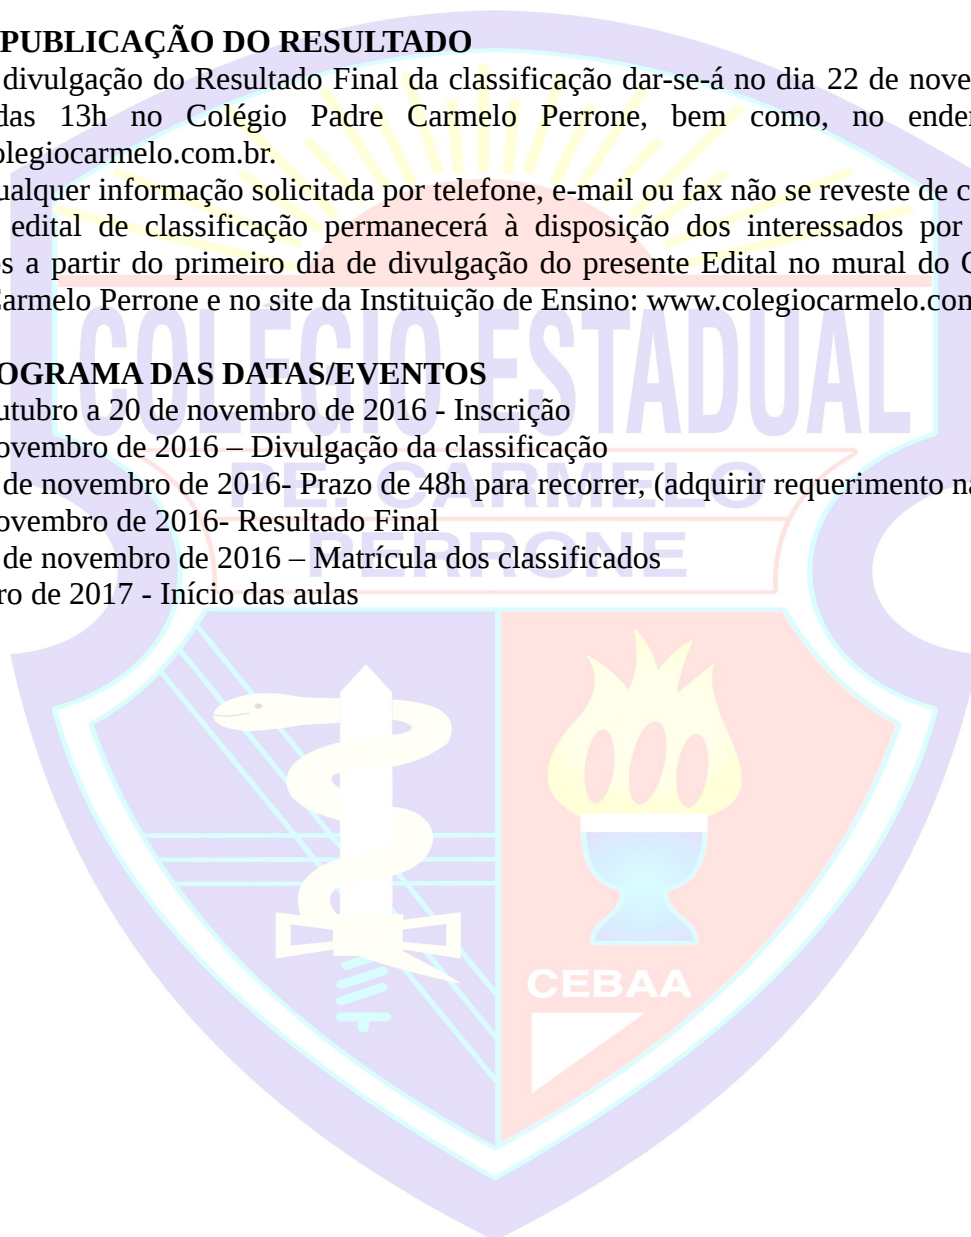 PUBLICAÇÃO DO RESULTADO
divulgação do Resultado Final da classificação dar-se-á no dia 22 de nove
das 13h no Colégio Padre Carmelo Perrone, bem como, no ender
olegiocarmelo.com.br.
ualquer informação solicitada por telefone, e-mail ou fax não se reveste de c
edital de classificação permanecerá à disposição dos interessados por
s a partir do primeiro dia de divulgação do presente Edital no mural do C
Carmelo Perrone e no site da Instituição de Ensino: www.colegiocarmelo.con
COLÉGIO ESTADUAL
OGRAMA DAS DATAS/EVENTOS
utubro a 20 de novembro de 2016 - Inscrição
ovembro de 2016 – Divulgação da classificação
de novembro de 2016- Prazo de 48h para recorrer, (adquirir requerimento na
PE. CARMELO
ovembro de 2016- Resultado Final
PERRONE
de novembro de 2016 – Matrícula dos classificados
ro de 2017 - Início das aulas
CEBAA